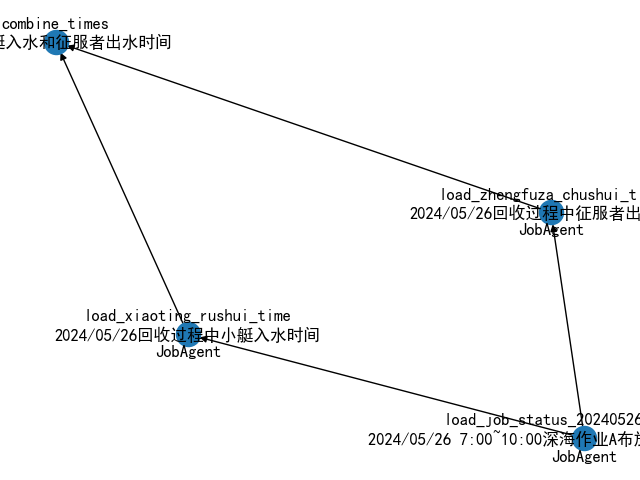 combine_times
艇入水和征服者出水时间
load_zhengfuza_chushui_t
2024/05/26回收过程中征服者出
JobAgent
load_xiaoting_rushui_time
2024/05/26回收过程中小艇入水时间
JobAgent
load_job_status_20240526
2024/05/26 7:00~10:00深海作业A布放
JobAgent